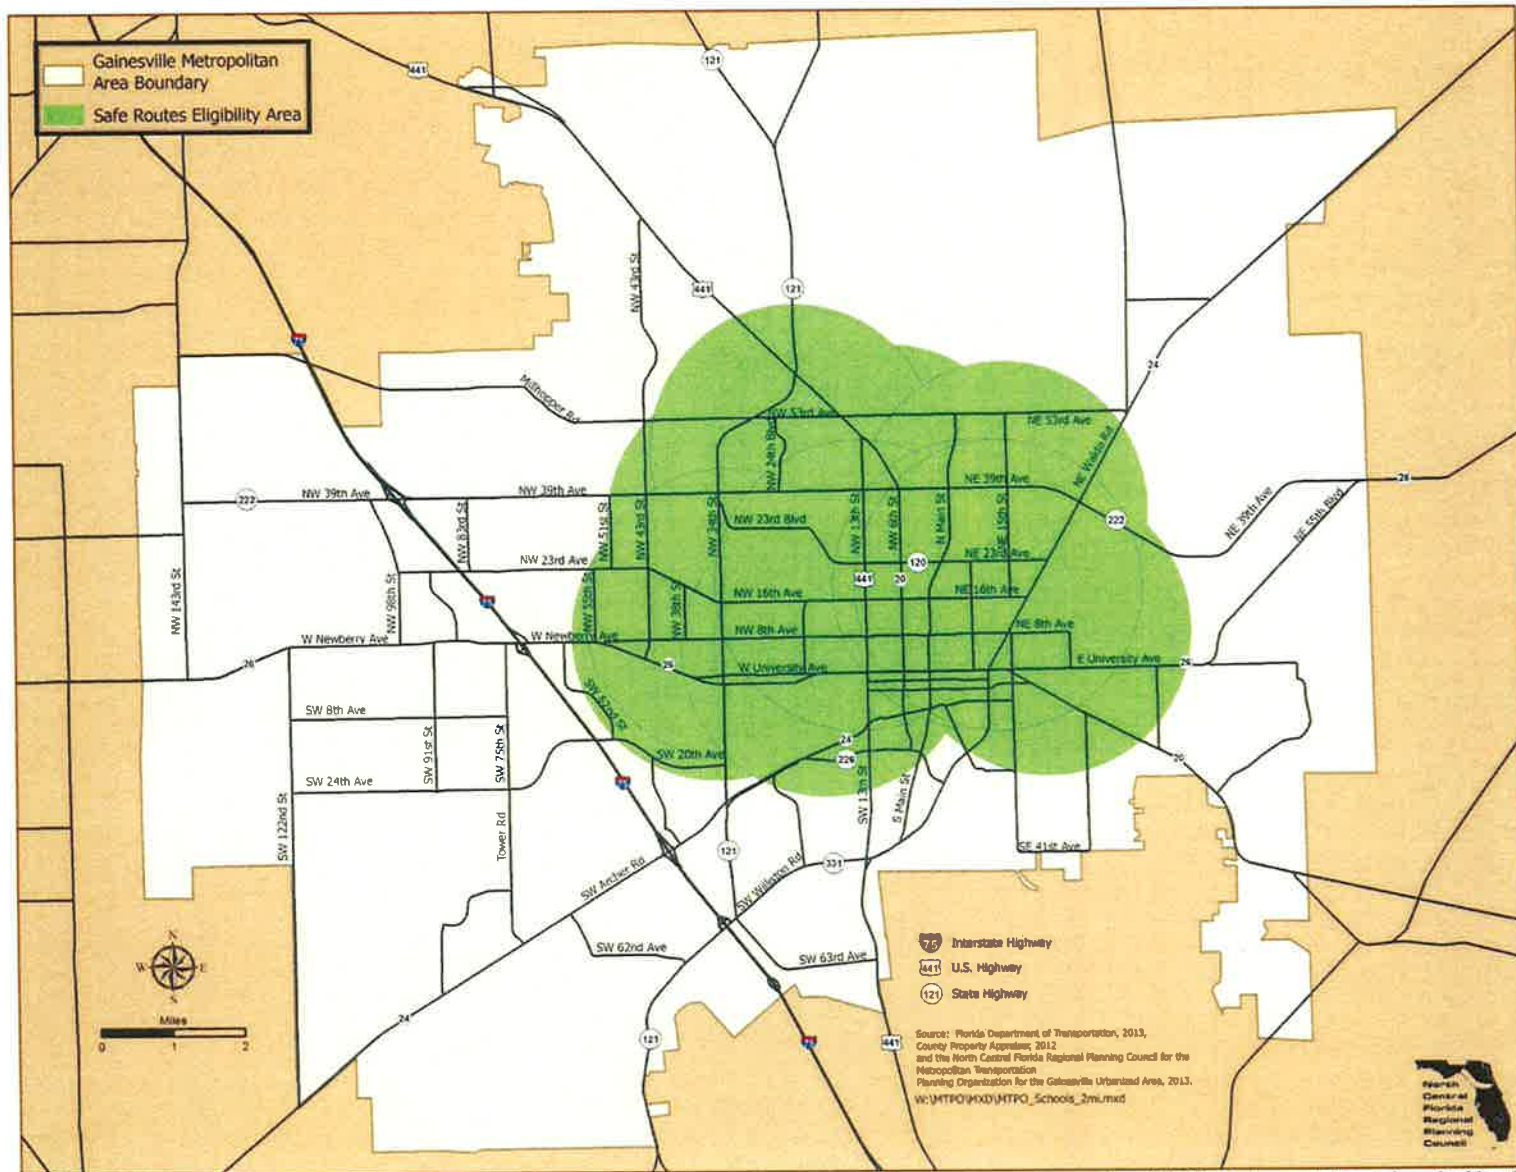 Gainesville Metropolitan
Area Boundary
Safe Routes Eligibility Area
441
121
NW 43rd St
441
121
75
Millhopper Rd
24
NW 53rd Ave
NE 53rd Ave
NW 24th Blvd
NE Waldo Rd
222
NW 39th Ave
NW 39th Ave
NE 39th Ave
26
NE 39th Ave
NE 55th Blvd
NW 83rd St
NW 51st St
NW 43rd St
NW 34th St
NW 23rd Blvd
NW 13th St
NW 6th St
N Main St
NE 15th St
222
NW 23rd Ave
120
NE 23rd Ave
NW 143rd St
NW 98th St
75
NW 55th St
NW 38th St
441
20
NW 16th Ave
NE 16th Ave
W Newberry Ave
W Newberry Ave
NW 8th Ave
NE 8th Ave
26
26
W University Ave
E University Ave
26
SW 8th Ave
SW 91st St
SW 75th St
SW 62nd St
SW 20th Ave
24
226
20
SW 24th Ave
75
SW 122nd St
Tower Rd
SW 13th St
S Main St
121
331
SE 41st Ave
SW Archer Rd
SW Williston Rd
SW 62nd Ave
SW 63rd Ave
24
121
75
441
N
W
E
S
Miles
0 1 2
75 Interstate Highway
441 U.S. Highway
121 State Highway
Source: Florida Department of Transportation, 2013,
County Property Appraiser, 2012
and the North Central Florida Regional Planning Council for the
Metropolitan Transportation
Planning Organization for the Gainesville Urbanized Area, 2013.
W:\MTPO\MXD\MTPO_Schools_2mi.mxd
North
Central
Florida
Regional
Planning
Council